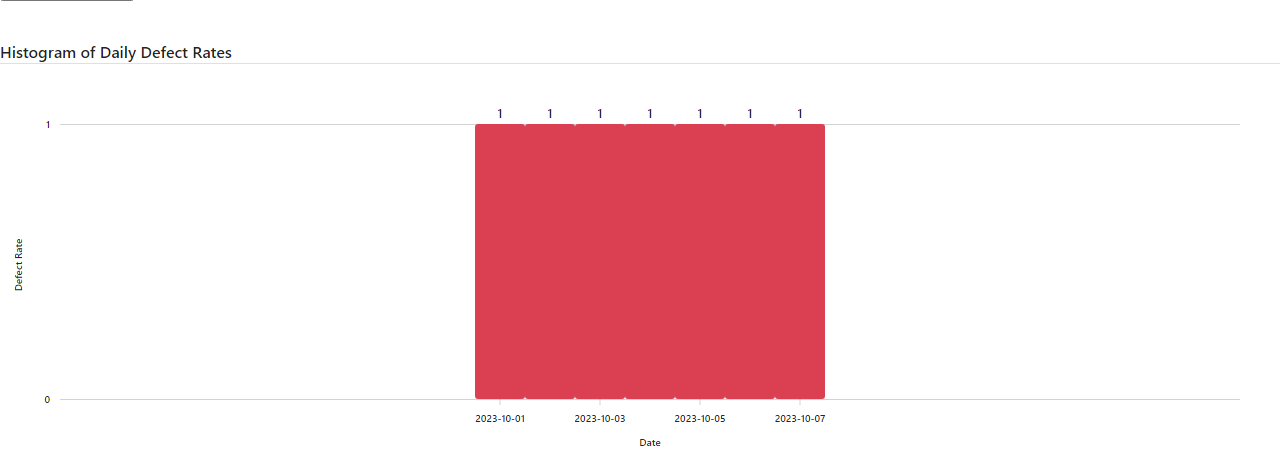 Histogram of Daily Defect Rates
1 1 1 1 1 1 1
1
Defect Rate
0
2023-10-01 2023-10-03 2023-10-05 2023-10-07
Date